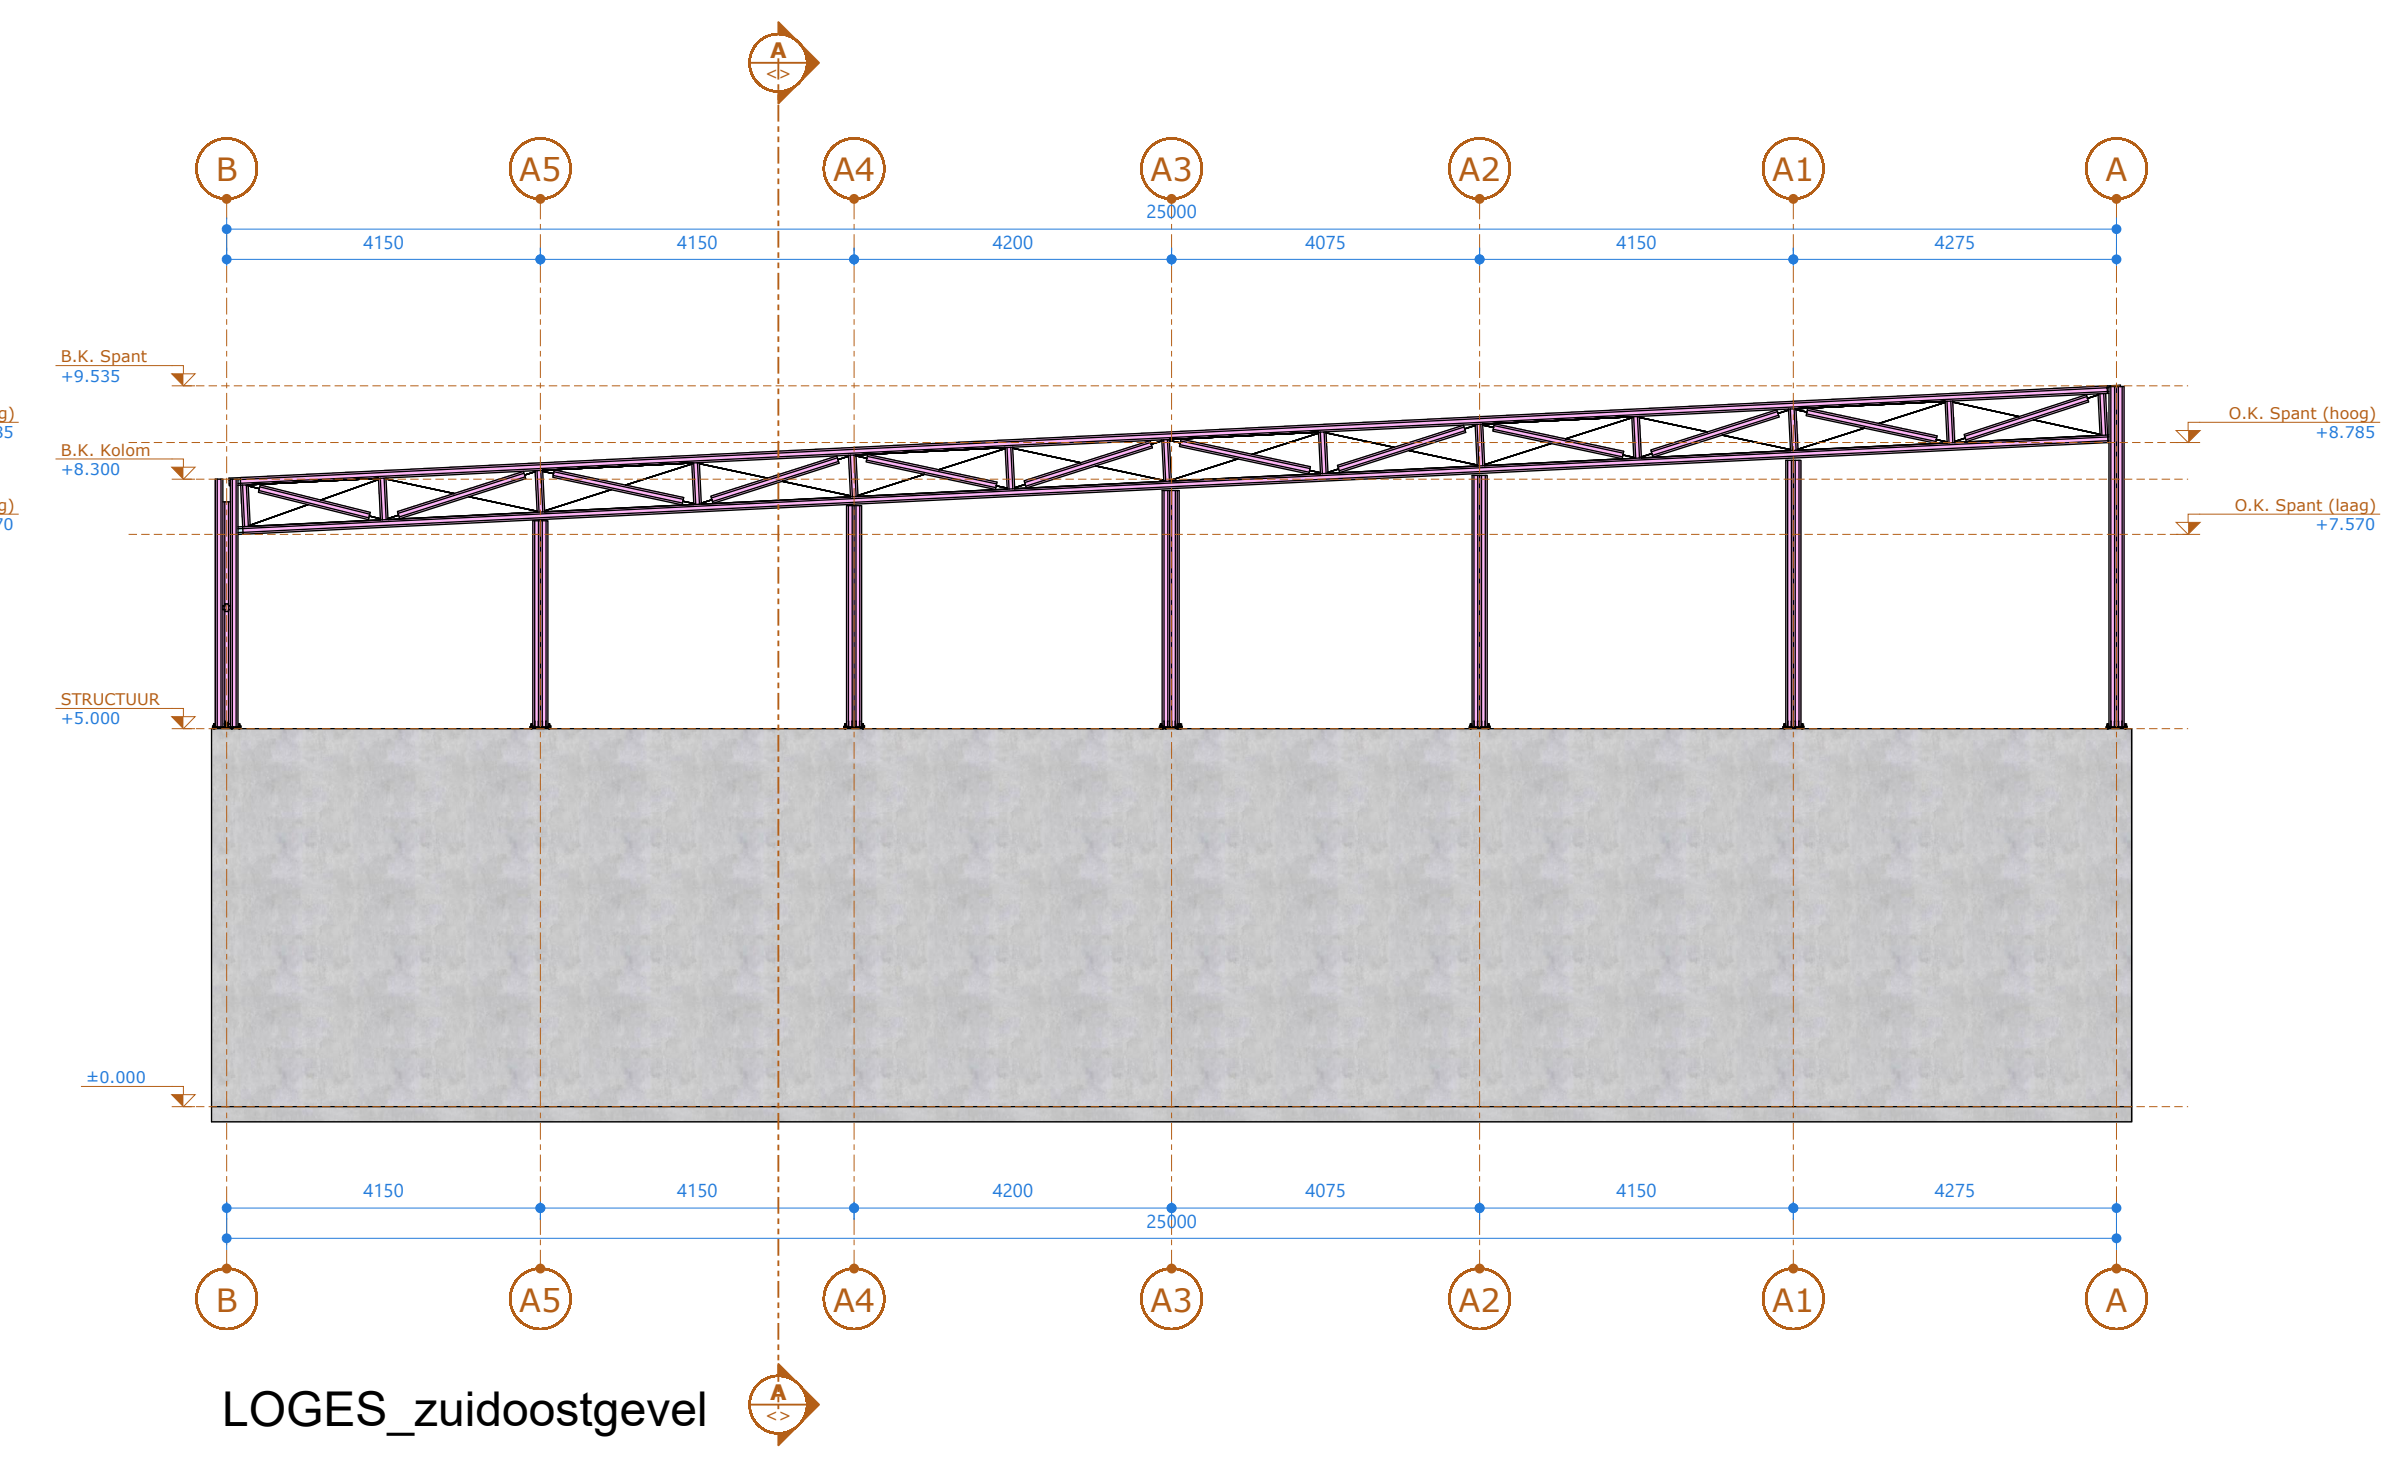 A
<>
B
A5
A4
A3
A2
A1
A
25000
4150
4150
4200
4075
4150
4275
B.K. Spant
+9.535
g)
35
O.K. Spant (hoog)
+8.785
B.K. Kolom
+8.300
g)
70
O.K. Spant (laag)
+7.570
STRUCTUUR
+5.000
±0.000
4150
4150
4200
4075
4150
4275
25000
B
A5
A4
A3
A2
A1
A
A
<>
LOGES_zuidoostgevel